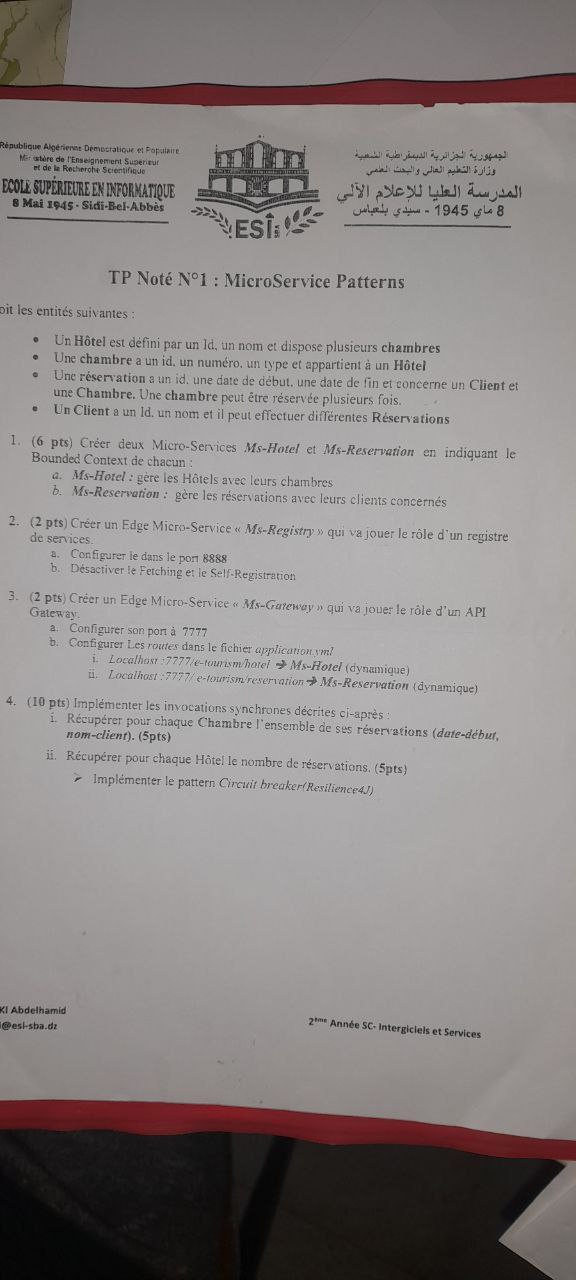 République Algérienne Démocratique et Populaire
Ministère de l'Enseignement Supérieur
et de la Recherche Scientifique
ECOLE SUPÉRIEURE EN INFORMATIQUE
8 Mai 1945 - Sidi-Bel-Abbès
ESI
الجمهورية الجزائرية الديمقراطية الشعبية
وزارة التعليم العالي والبحث العلمي
المدرسة العليا للإعلام الآلي
8 ماي 1945 - سيدي بلعباس
TP Noté N°1 : MicroService Patterns
oit les entités suivantes :
• Un Hôtel est défini par un Id, un nom et dispose plusieurs chambres
• Une chambre a un id, un numéro, un type et appartient à un Hôtel
• Une réservation a un id, une date de début, une date de fin et concerne un Client et
une Chambre. Une chambre peut être réservée plusieurs fois.
• Un Client a un Id, un nom et il peut effectuer différentes Réservations
1. (6 pts) Créer deux Micro-Services Ms-Hotel et Ms-Reservation en indiquant le
Bounded Context de chacun :
a. Ms-Hotel : gère les Hôtels avec leurs chambres
b. Ms-Reservation : gère les réservations avec leurs clients concernés
2. (2 pts) Créer un Edge Micro-Service « Ms-Registry » qui va jouer le rôle d'un registre
de services.
a. Configurer le dans le port 8888
b. Désactiver le Fetching et le Self-Registration
3. (2 pts) Créer un Edge Micro-Service « Ms-Gateway » qui va jouer le rôle d'un API
Gateway.
a. Configurer son port à 7777
b. Configurer Les routes dans le fichier application.yml
i. Localhost :7777/e-tourism/hotel ➔ Ms-Hotel (dynamique)
ii. Localhost :7777/ e-tourism/reservation ➔ Ms-Reservation (dynamique)
4. (10 pts) Implémenter les invocations synchrones décrites ci-après :
i. Récupérer pour chaque Chambre l'ensemble de ses réservations (date-début,
nom-client). (5pts)
ii. Récupérer pour chaque Hôtel le nombre de réservations. (5pts)
➤ Implémenter le pattern Circuit breaker(Resilience4J)
KI Abdelhamid
i@esi-sba.dz
2ème Année SC- Intergiciels et Services